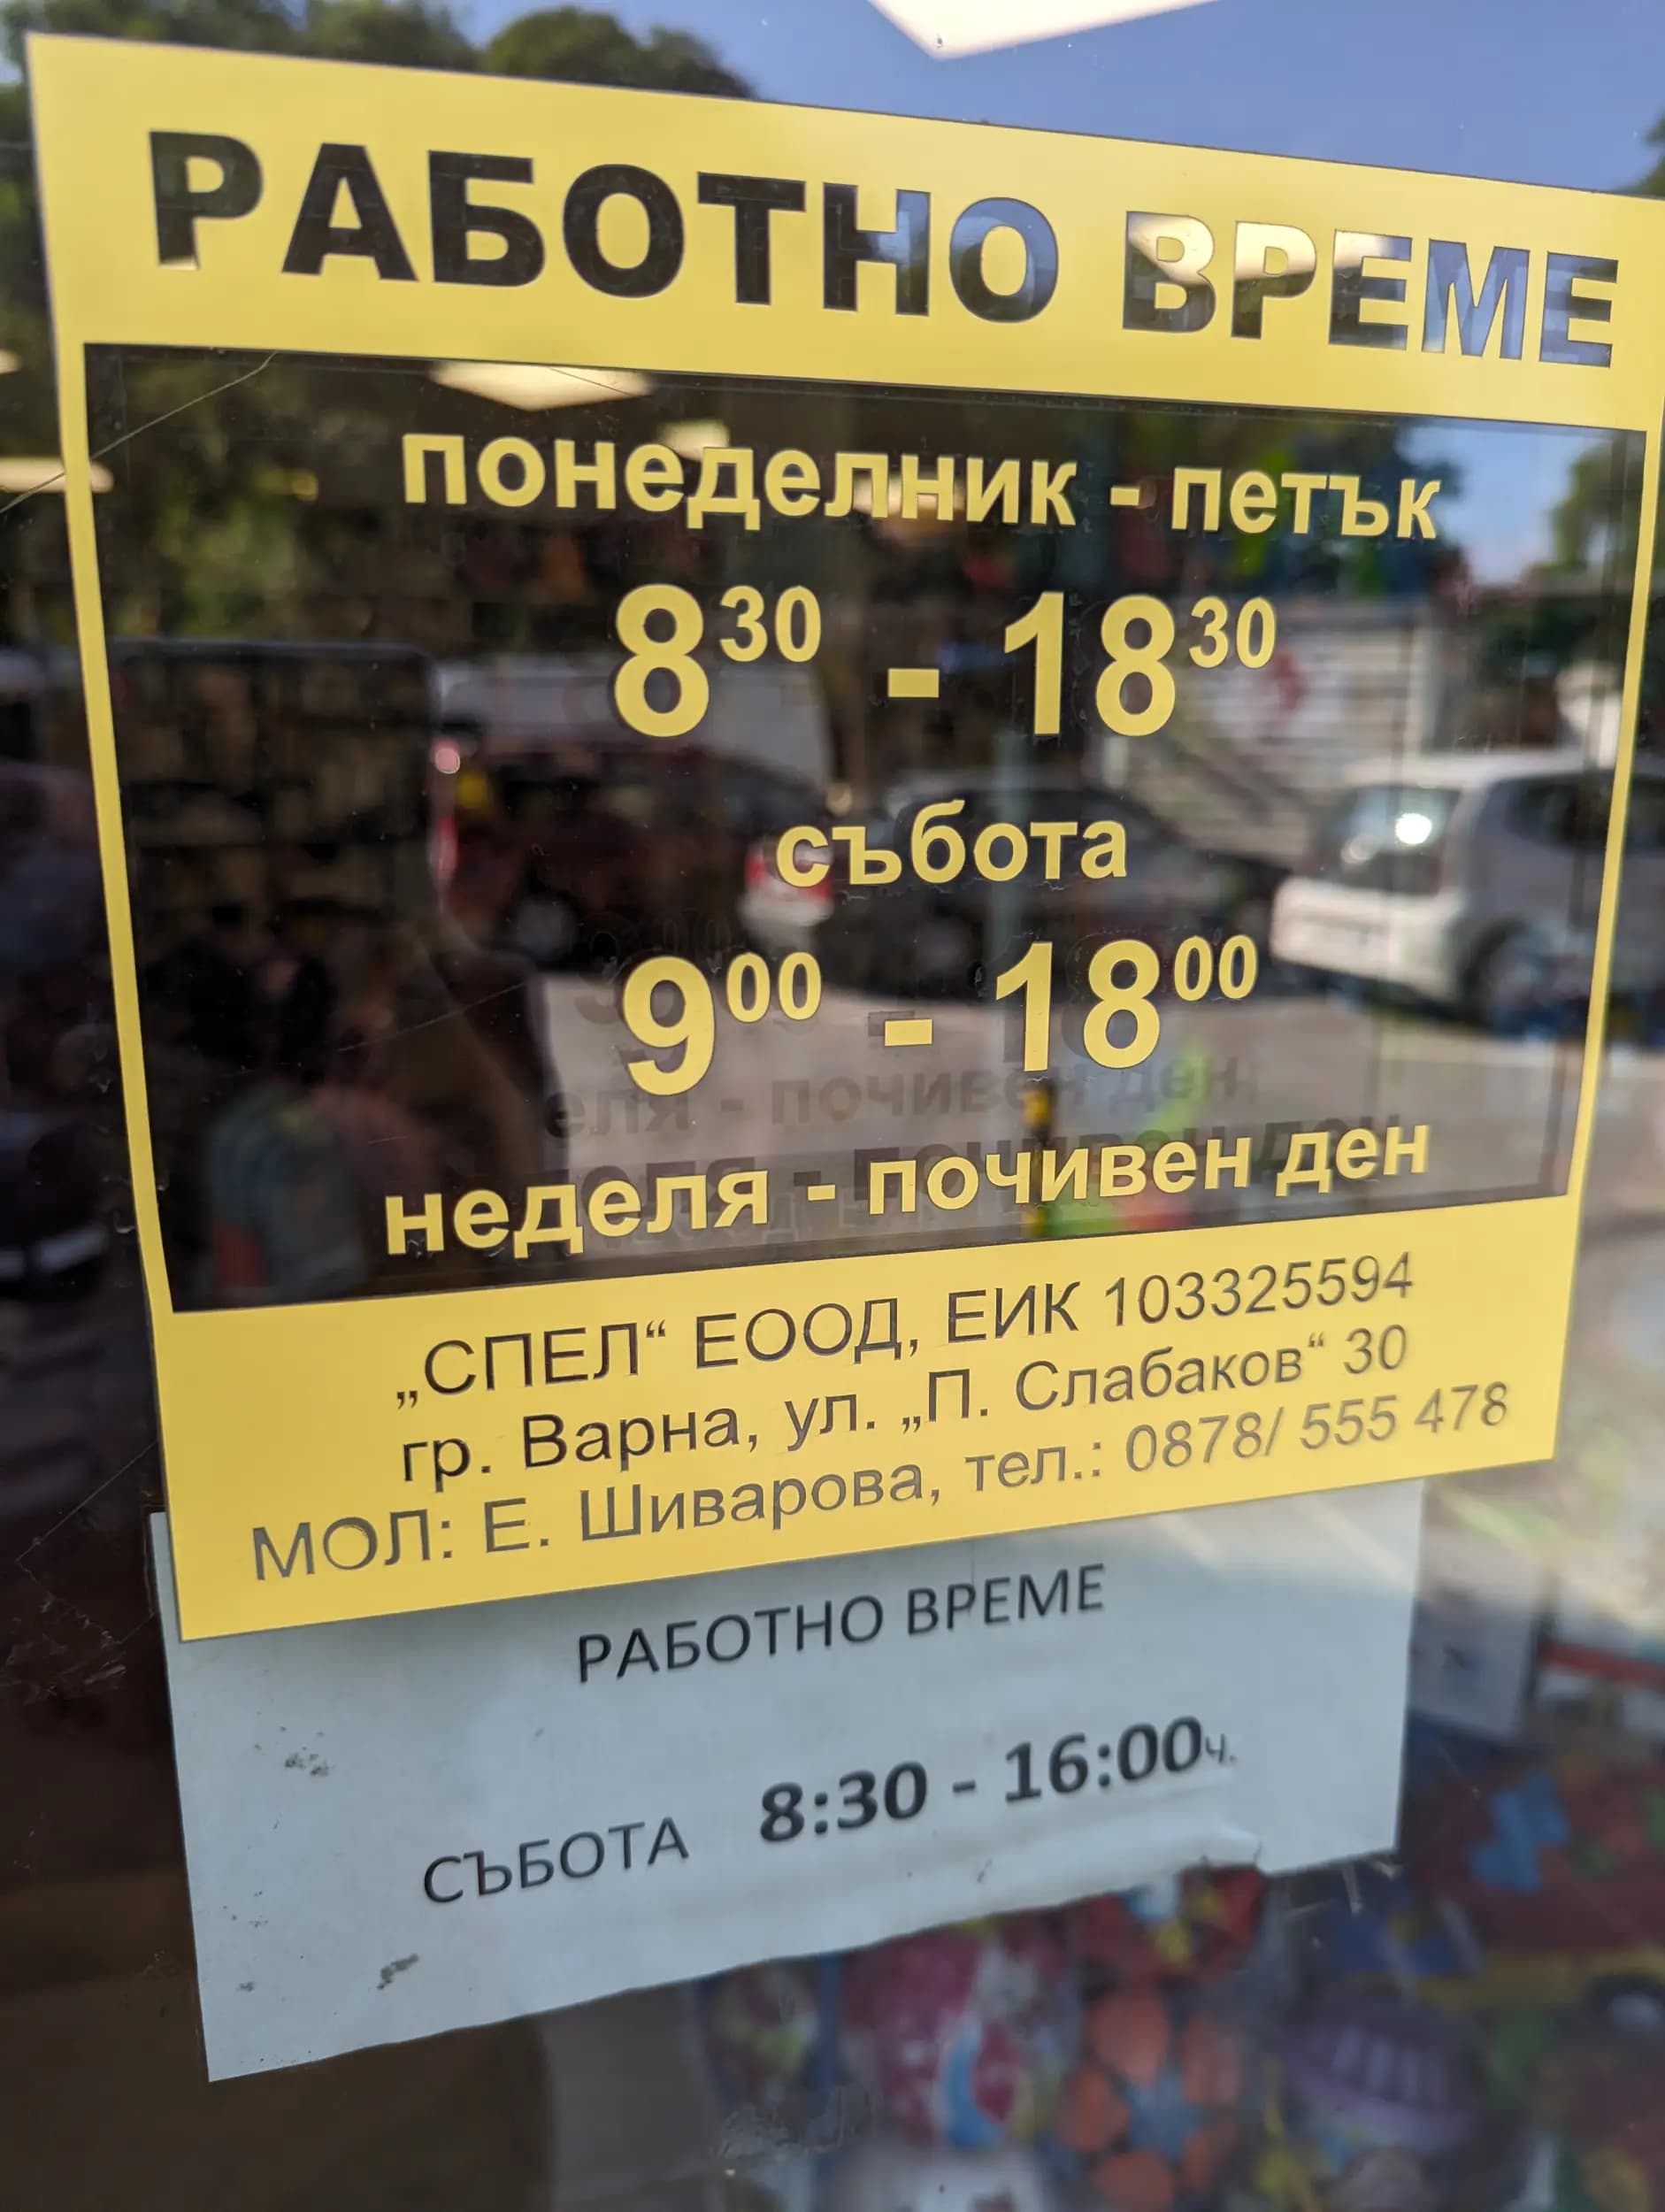 РАБОТНО ВРЕМЕ
понеделник - петък
8³⁰ - 18³⁰
събота
9⁰⁰ - 18⁰⁰
неделя - почивен ден
„СПЕЛ“ ЕООД, ЕИК 103325594
гр. Варна, ул. „П. Слабаков“ 30
МОЛ: Е. Шиварова, тел.: 0878/ 555 478
РАБОТНО ВРЕМЕ
СЪБОТА 8:30 - 16:00ч.